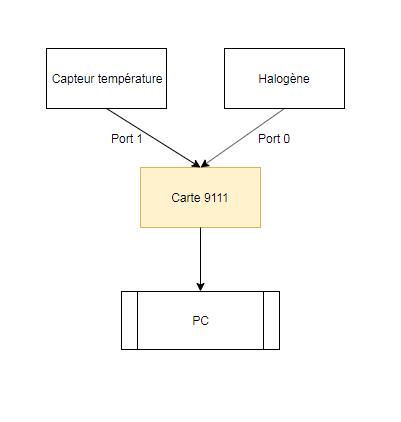 Capteur température
Halogène
Port 1
Port 0
Carte 9111
PC